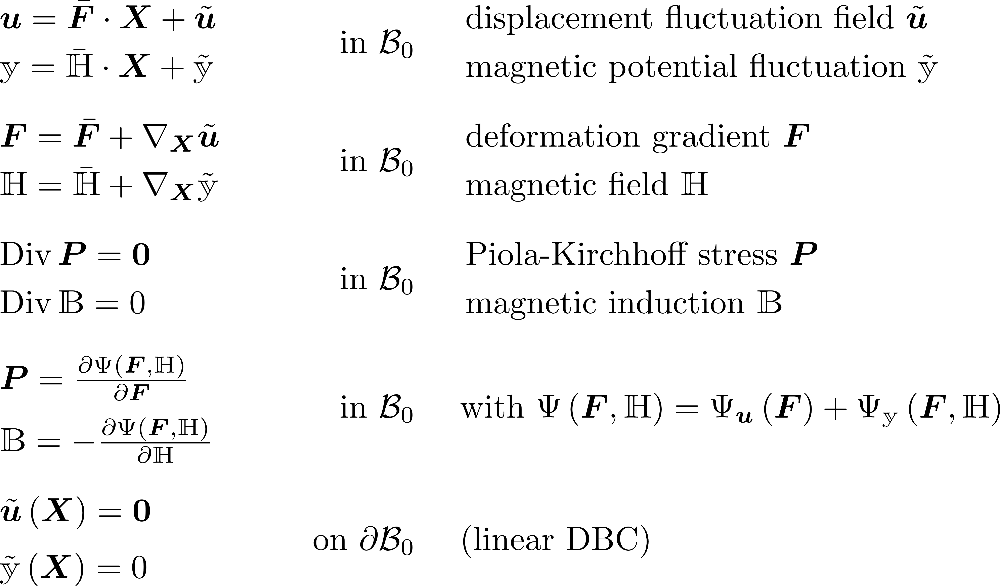 𝒖 = 𝑭̄ · 𝑿 + 𝒖̃
in ℬ₀
displacement fluctuation field 𝒖̃
𝕪 = ℍ̄ · 𝑿 + 𝕪̃
magnetic potential fluctuation 𝕪̃
𝑭 = 𝑭̄ + ∇_𝑿 𝒖̃
in ℬ₀
deformation gradient 𝑭
ℍ = ℍ̄ + ∇_𝑿 𝕪̃
magnetic field ℍ
Div 𝑷 = 𝟎
in ℬ₀
Piola-Kirchhoff stress 𝑷
Div 𝔹 = 0
magnetic induction 𝔹
𝑷 = ∂Ψ(𝑭,ℍ)/∂𝑭
in ℬ₀
with Ψ (𝑭, ℍ) = Ψ_𝒖 (𝑭) + Ψ_𝕪 (𝑭, ℍ)
𝔹 = −∂Ψ(𝑭,ℍ)/∂ℍ
𝒖̃ (𝑿) = 𝟎
on ∂ℬ₀
(linear DBC)
𝕪̃ (𝑿) = 0